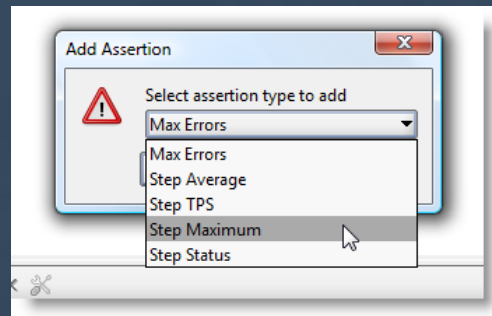 Add Assertion
Select assertion type to add
Max Errors
Max Errors
Step Average
Step TPS
Step Maximum
Step Status